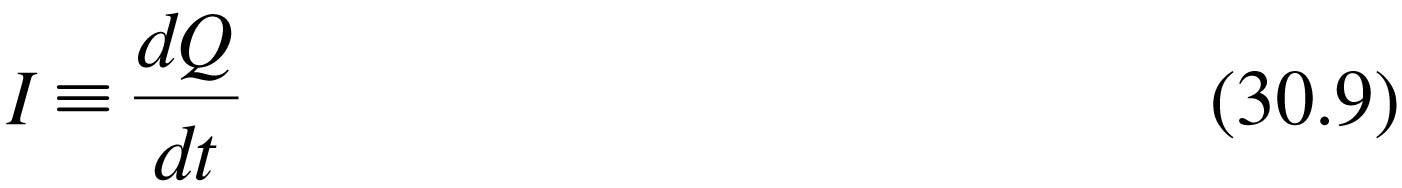 I ≡ dQ/dt (30.9)